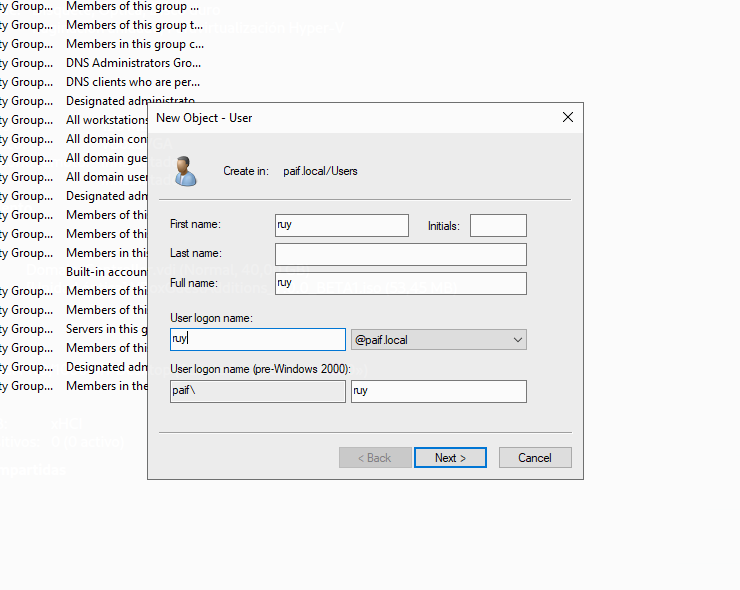 ty Group... Members of this group ...
ty Group... Members of this group t...
ty Group... Members in this group c...
ty Group... DNS Administrators Gro...
ty Group... DNS clients who are per...
ty Group... Designated administrato
ty Group... All workstations
ty Group... All domain con
ty Group... All domain gue
ty Group... All domain user
ty Group... Designated adm
ty Group... Members of thi
ty Group... Members of thi
ty Group... Members in this
Built-in accoun
ty Group... Members of thi
ty Group... Members of thi
ty Group... Servers in this g
ty Group... Members of thi
ty Group... Designated adm
ty Group... Members in the
New Object - User
Create in: paif.local/Users
First name: ruy Initials:
Last name:
Full name: ruy
User logon name:
ruy @paif.local
User logon name (pre-Windows 2000):
paif\ ruy
< Back Next > Cancel